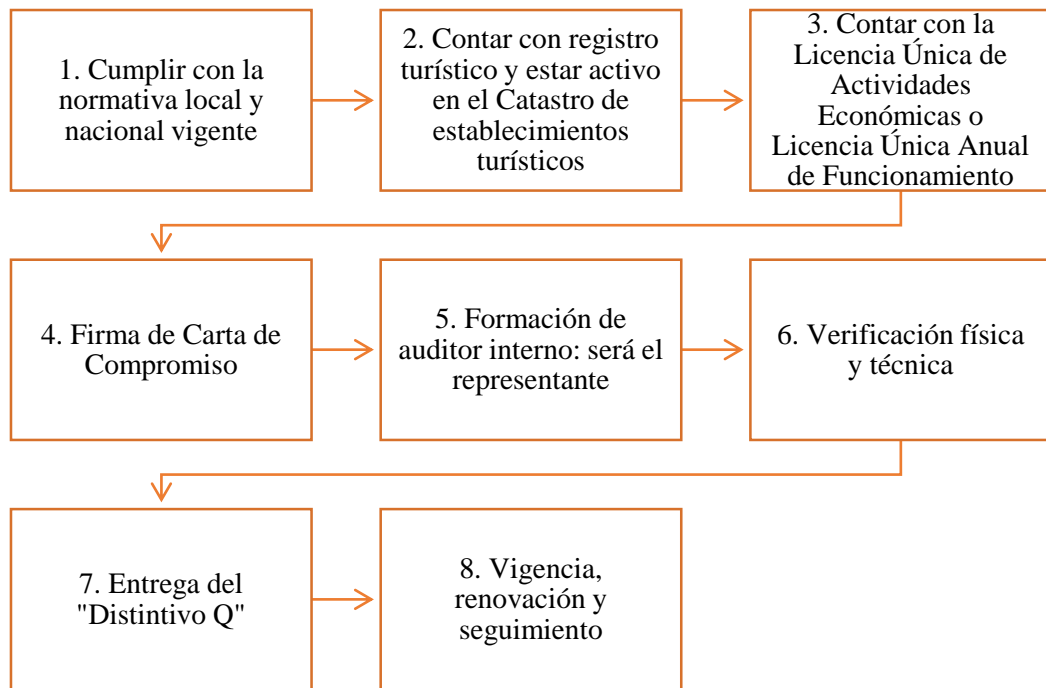 1. Cumplir con la
normativa local y
nacional vigente
2. Contar con registro
turístico y estar activo
en el Catastro de
establecimientos
turísticos
3. Contar con la
Licencia Única de
Actividades
Económicas o
Licencia Única Anual
de Funcionamiento
4. Firma de Carta de
Compromiso
5. Formación de
auditor interno: será el
representante
6. Verificación física
y técnica
7. Entrega del
"Distintivo Q"
8. Vigencia,
renovación y
seguimiento